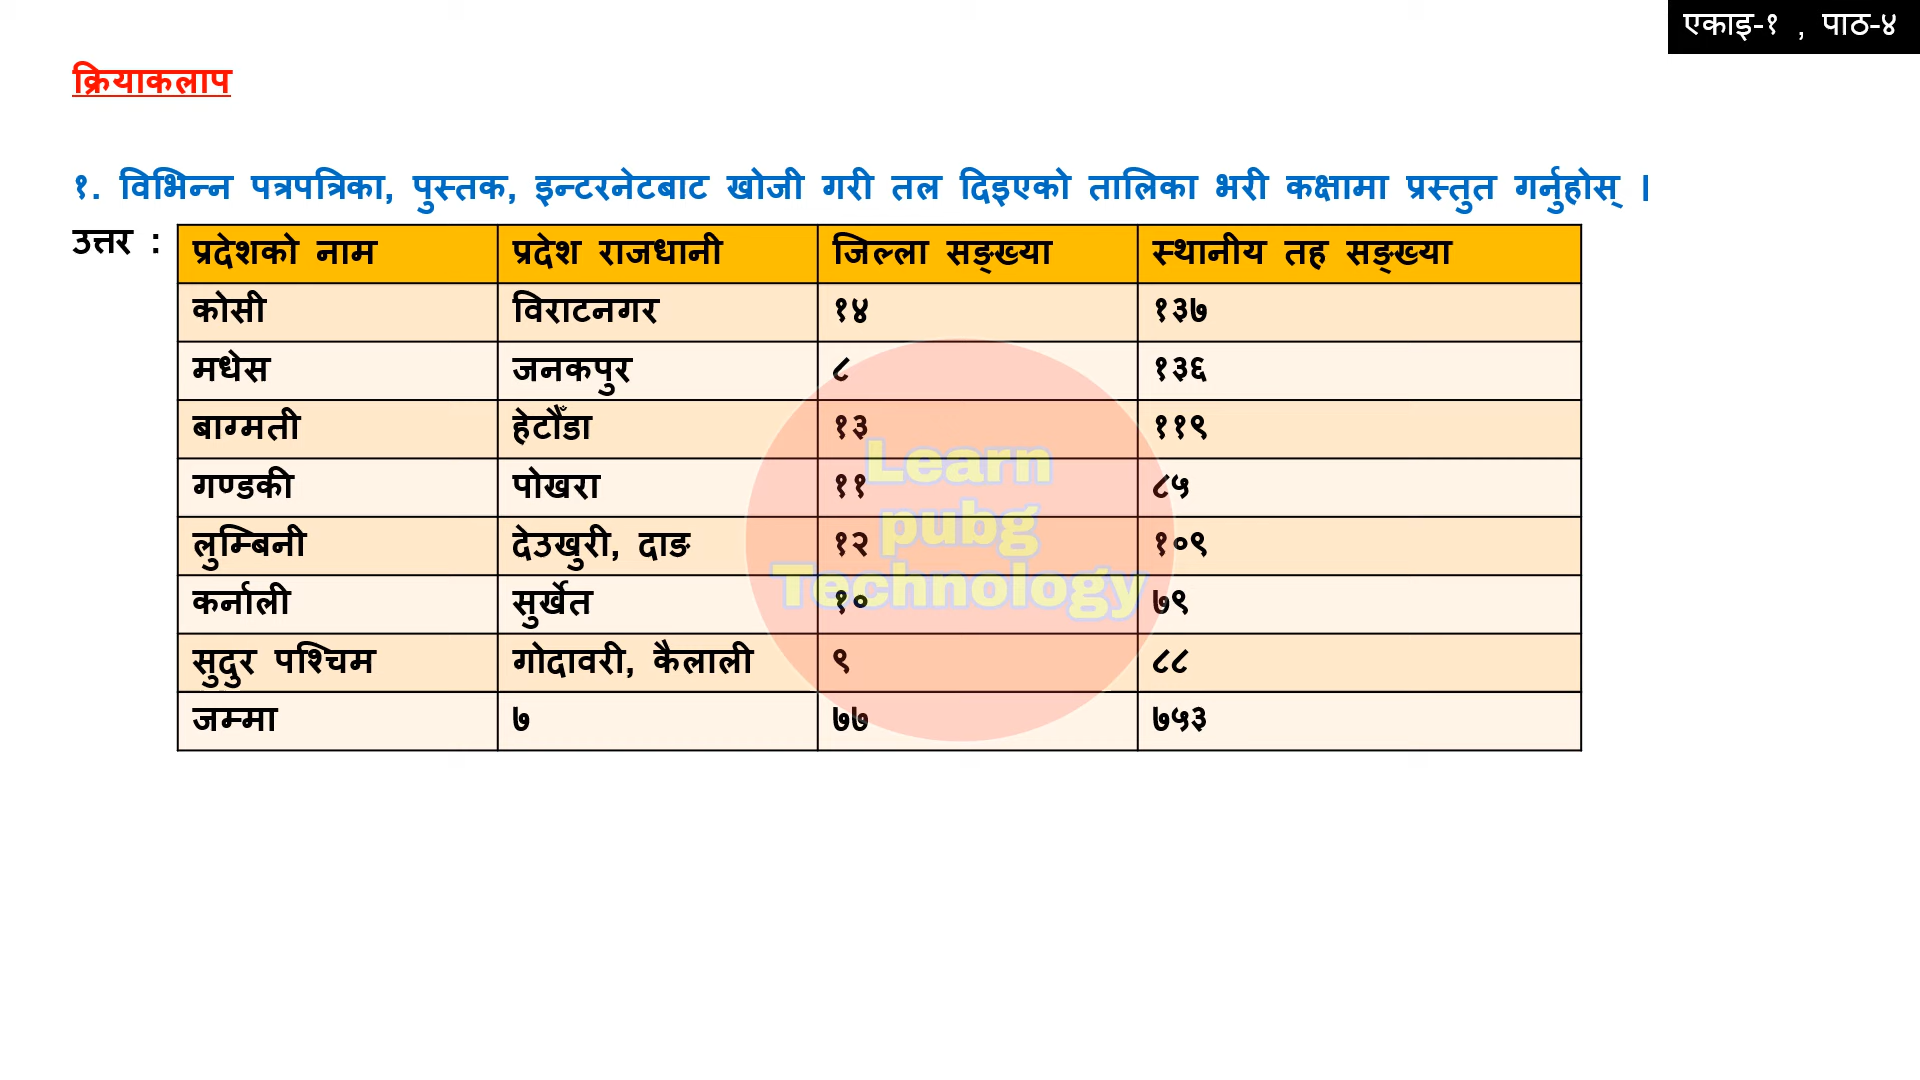 एकाइ-१ , पाठ-४
क्रियाकलाप
१. विभिन्न पत्रपत्रिका, पुस्तक, इन्टरनेटबाट खोजी गरी तल दिइएको तालिका भरी कक्षामा प्रस्तुत गर्नुहोस् ।
उत्तर :
प्रदेशको नाम प्रदेश राजधानी जिल्ला सङ्ख्या स्थानीय तह सङ्ख्या
कोसी विराटनगर १४ १३७
मधेस जनकपुर ८ १३६
बाग्मती हेटौँडा १३ ११९
गण्डकी पोखरा ११ ८५
लुम्बिनी देउखुरी, दाङ १२ १०९
कर्नाली सुर्खेत १० ७९
सुदुर पश्चिम गोदावरी, कैलाली ९ ८८
जम्मा ७ ७७ ७५३
Learn
pubg
Technology